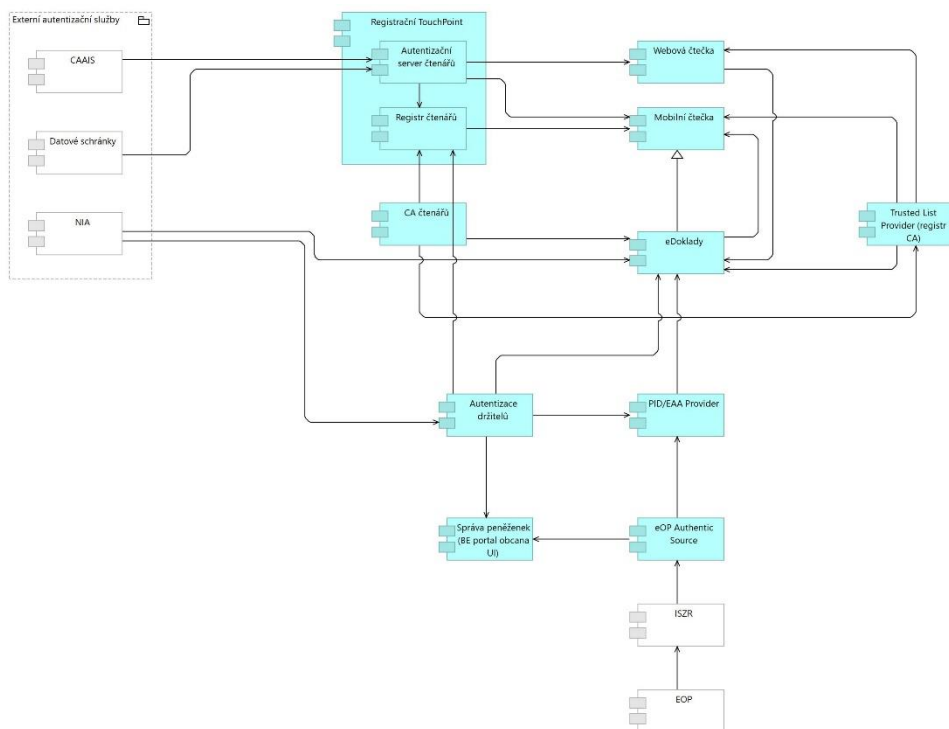 Externí autentizační služby
CAAIS
Datové schránky
NIA
Registrační TouchPoint
Autentizační
server čtenářů
Registr čtenářů
CA čtenářů
Webová čtečka
Mobilní čtečka
eDoklady
Trusted List
Provider (registr
CA)
Autentizace
držitelů
PID/EAA Provider
Správa peněženek
(BE portal obcana
UI)
eOP Authentic
Source
ISZR
EOP